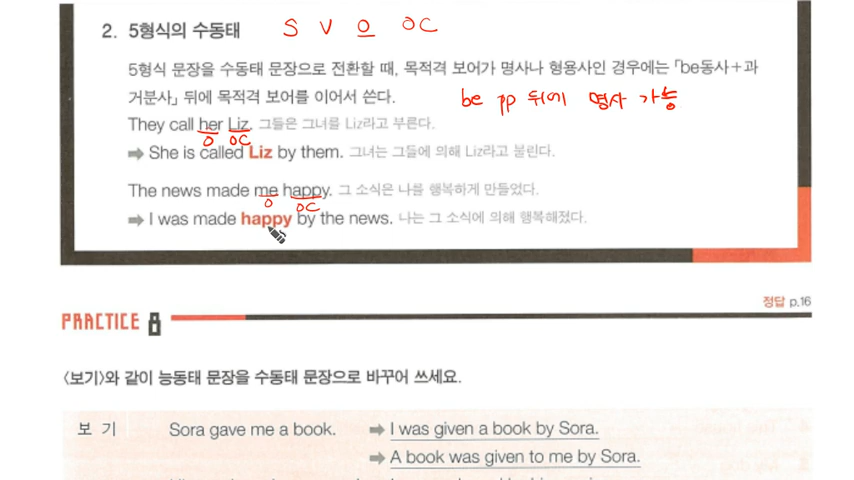 2. 5형식의 수동태 S V O OC
5형식 문장을 수동태 문장으로 전환할 때, 목적격 보어가 명사나 형용사인 경우에는 「be동사+과
거분사」 뒤에 목적격 보어를 이어서 쓴다. be pp 뒤에 명사 가능
They call her Liz. 그들은 그녀를 Liz라고 부른다.
O OC
➡ She is called Liz by them. 그녀는 그들에 의해 Liz라고 불린다.
The news made me happy. 그 소식은 나를 행복하게 만들었다.
O OC
➡ I was made happy by the news. 나는 그 소식에 의해 행복해졌다.
정답 p.16
PRACTICE 8
〈보기〉와 같이 능동태 문장을 수동태 문장으로 바꾸어 쓰세요.
보 기 Sora gave me a book. ➡ I was given a book by Sora.
➡ A book was given to me by Sora.